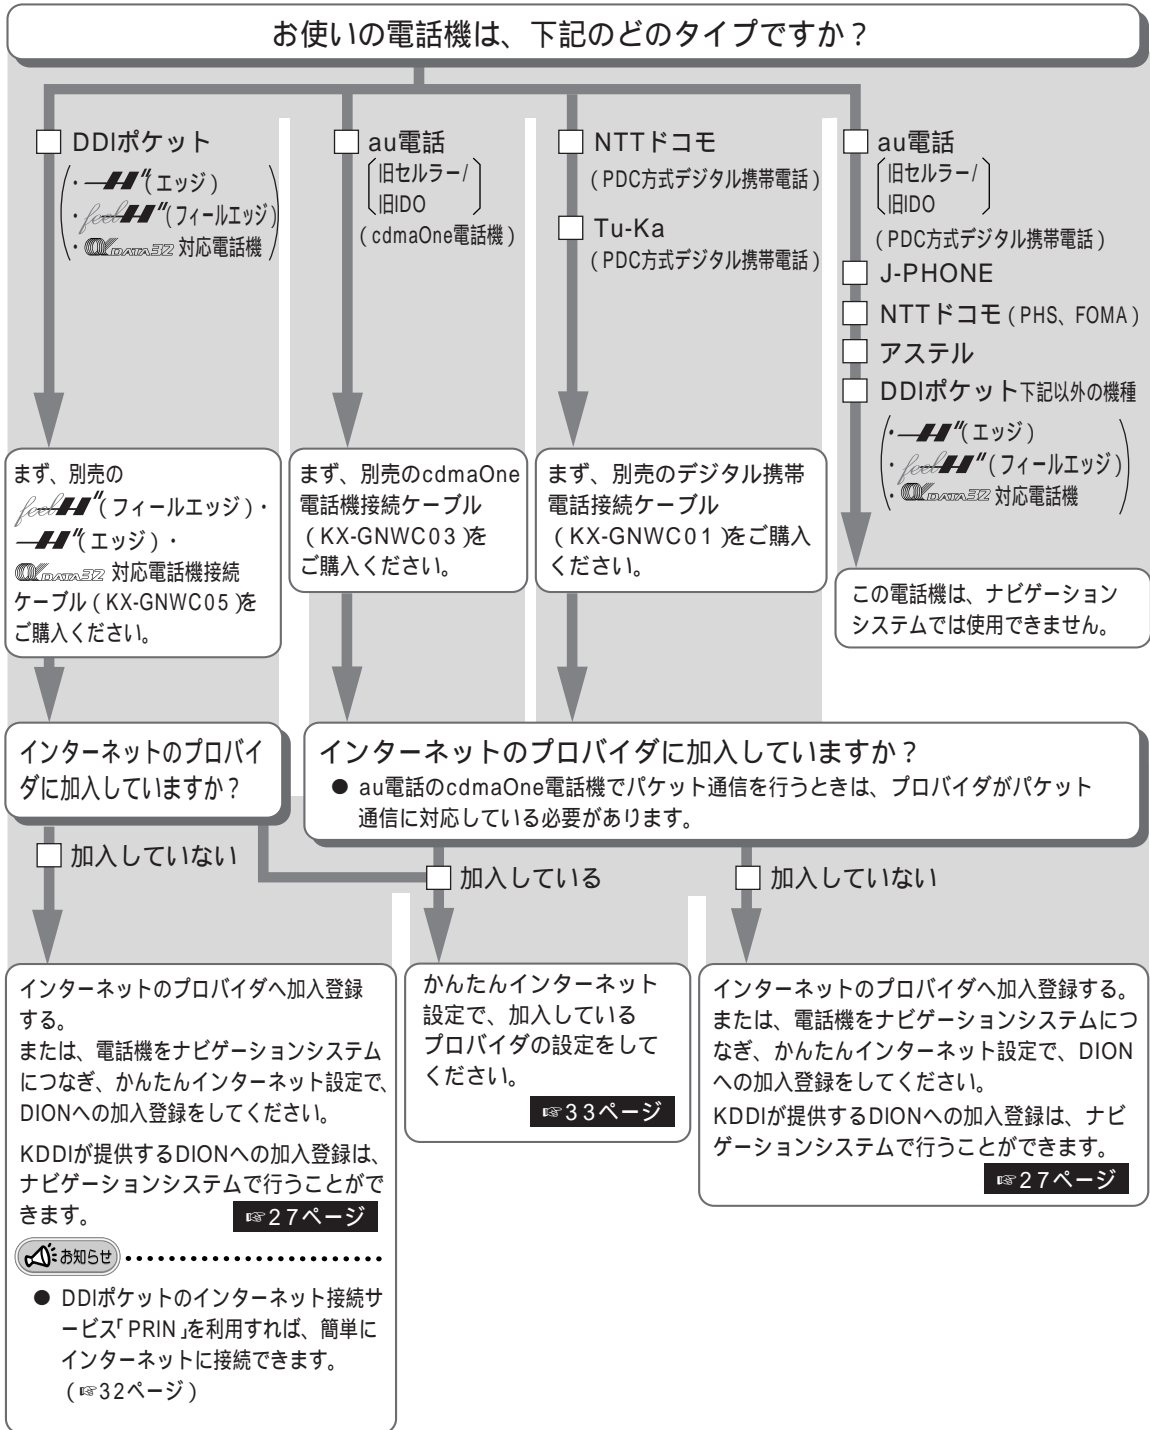 お使いの電話機は、下記のどのタイプですか？
DDIポケット
・H"(エッジ)
・feelH"(フィールエッジ)
・αDATA32 対応電話機
au電話
旧セルラー/
旧IDO
(cdmaOne電話機)
NTTドコモ
(PDC方式デジタル携帯電話)
Tu-Ka
(PDC方式デジタル携帯電話)
au電話
旧セルラー/
旧IDO
(PDC方式デジタル携帯電話)
J-PHONE
NTTドコモ(PHS、FOMA)
アステル
DDIポケット下記以外の機種
・H"(エッジ)
・feelH"(フィールエッジ)
・αDATA32 対応電話機
まず、別売の
feelH"(フィールエッジ)・
H"(エッジ)・
αDATA32 対応電話機接続
ケーブル(KX-GNWC05)を
ご購入ください。
まず、別売のcdmaOne
電話機接続ケーブル
(KX-GNWC03)を
ご購入ください。
まず、別売のデジタル携帯
電話接続ケーブル
(KX-GNWC01)をご購入
ください。
この電話機は、ナビゲーション
システムでは使用できません。
インターネットのプロバイ
ダに加入していますか？
インターネットのプロバイダに加入していますか？
● au電話のcdmaOne電話機でパケット通信を行うときは、プロバイダがパケット
通信に対応している必要があります。
加入していない
加入している
加入していない
インターネットのプロバイダへ加入登録
する。
または、電話機をナビゲーションシステム
につなぎ、かんたんインターネット設定で、
DIONへの加入登録をしてください。
KDDIが提供するDIONへの加入登録は、
ナビゲーションシステムで行うことがで
きます。 ☞27ページ
お知らせ
● DDIポケットのインターネット接続サ
ービス「PRIN」を利用すれば、簡単に
インターネットに接続できます。
(☞32ページ)
かんたんインターネット
設定で、加入している
プロバイダの設定をして
ください。
☞33ページ
インターネットのプロバイダへ加入登録する。
または、電話機をナビゲーションシステムにつ
なぎ、かんたんインターネット設定で、DION
への加入登録をしてください。
KDDIが提供するDIONへの加入登録は、ナビ
ゲーションシステムで行うことができます。
☞27ページ